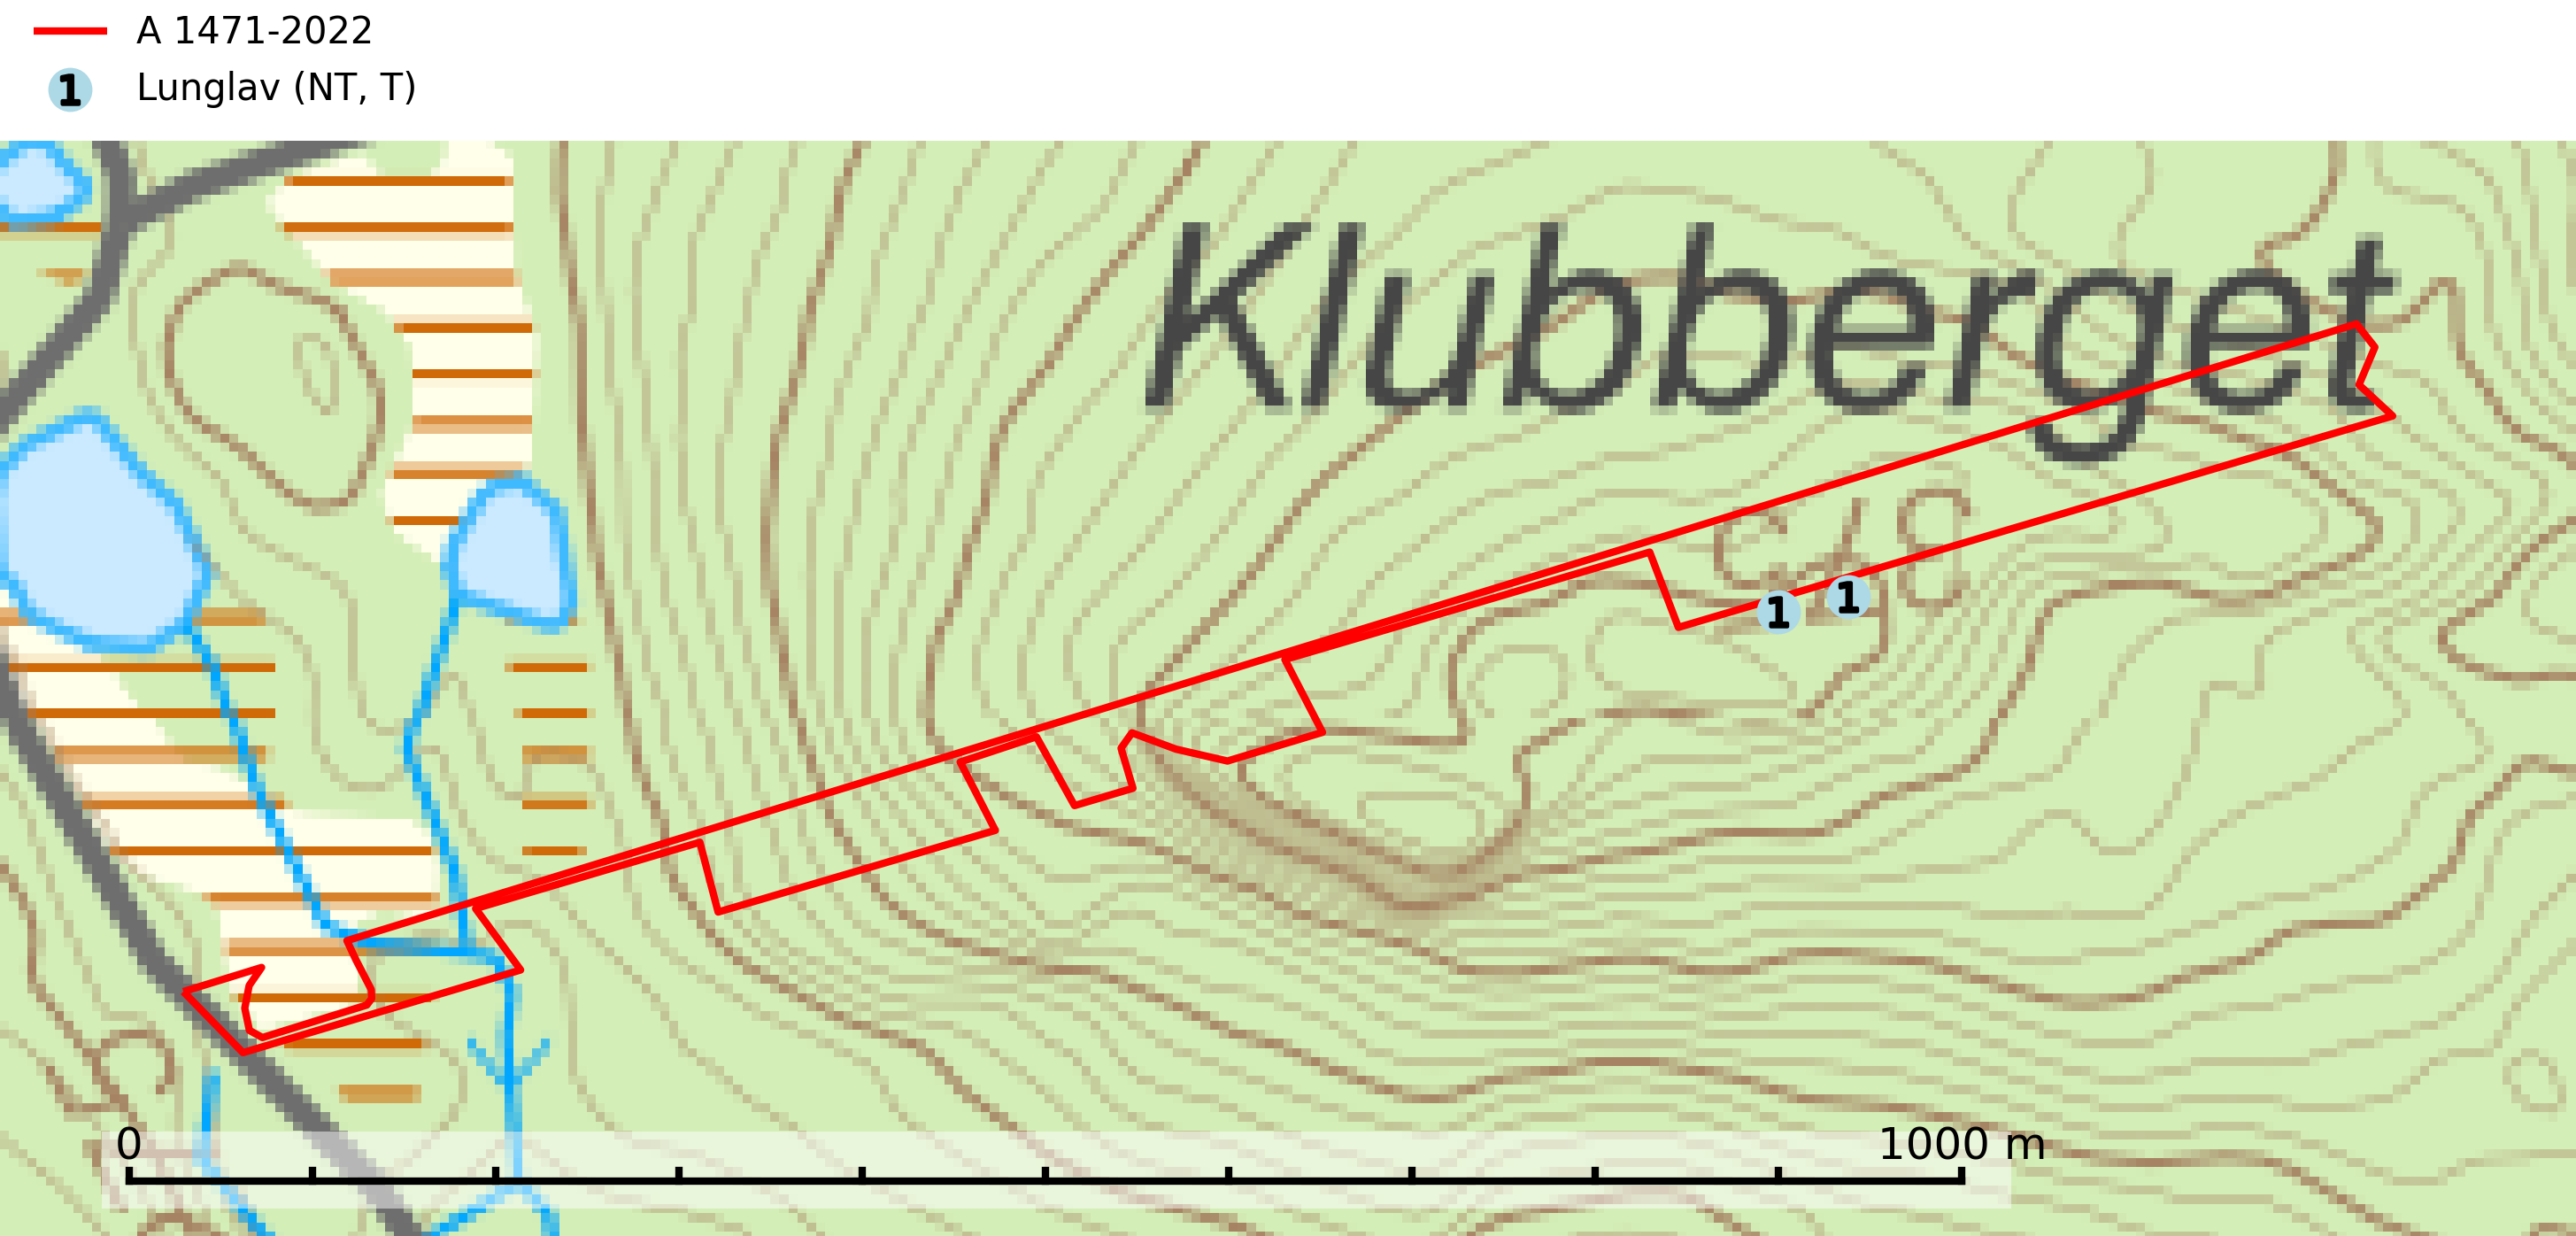 A 1471-2022
1 Lunglav (NT, T)
Klubberget
1
1
0 1000 m